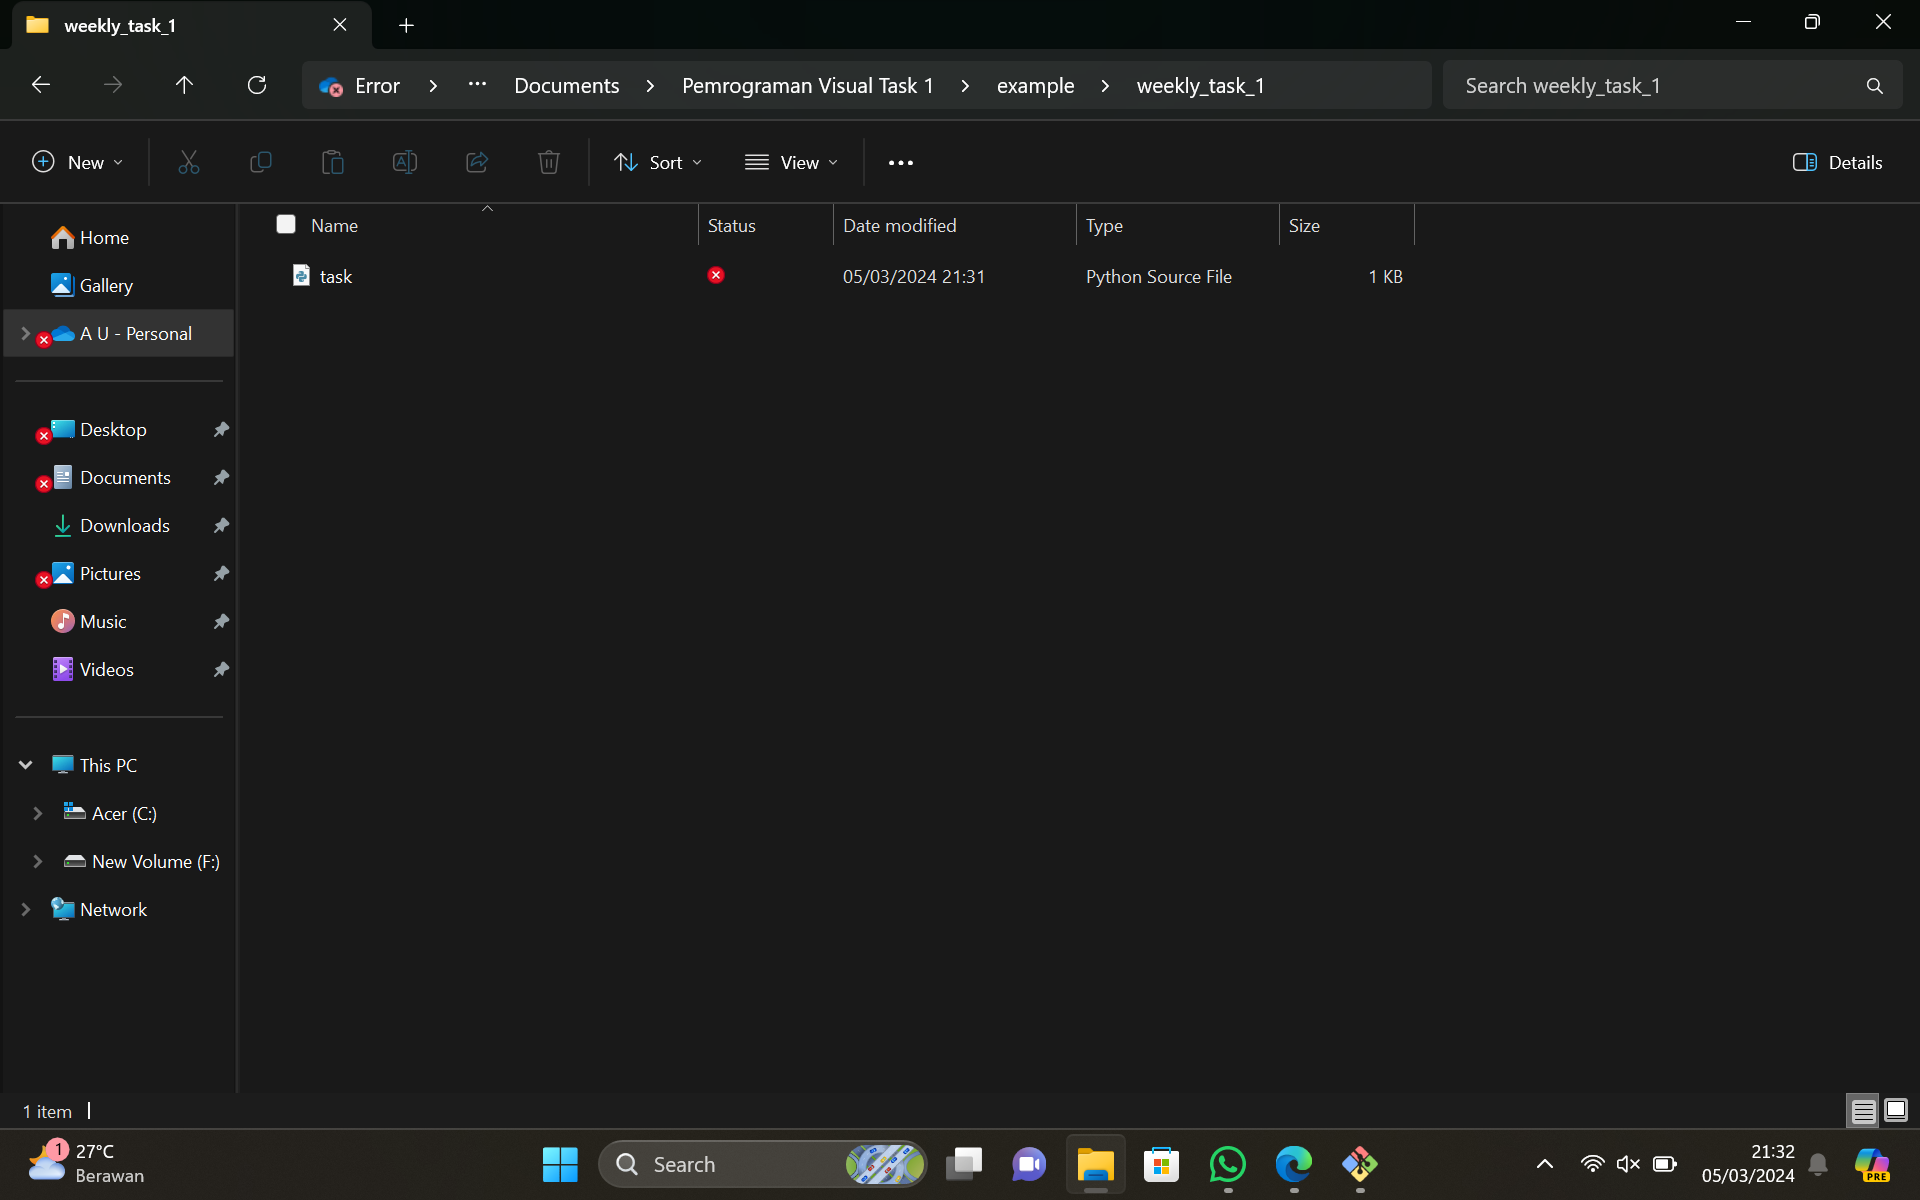 weekly_task_1
Error > ··· Documents > Pemrograman Visual Task 1 > example > weekly_task_1
Search weekly_task_1
New
Sort
View
Details
Name Status Date modified Type Size
task 05/03/2024 21:31 Python Source File 1 KB
Home
Gallery
A U - Personal
Desktop
Documents
Downloads
Pictures
Music
Videos
This PC
Acer (C:)
New Volume (F:)
Network
1 item
1
27°C
Berawan
Search
21:32
05/03/2024
PRE